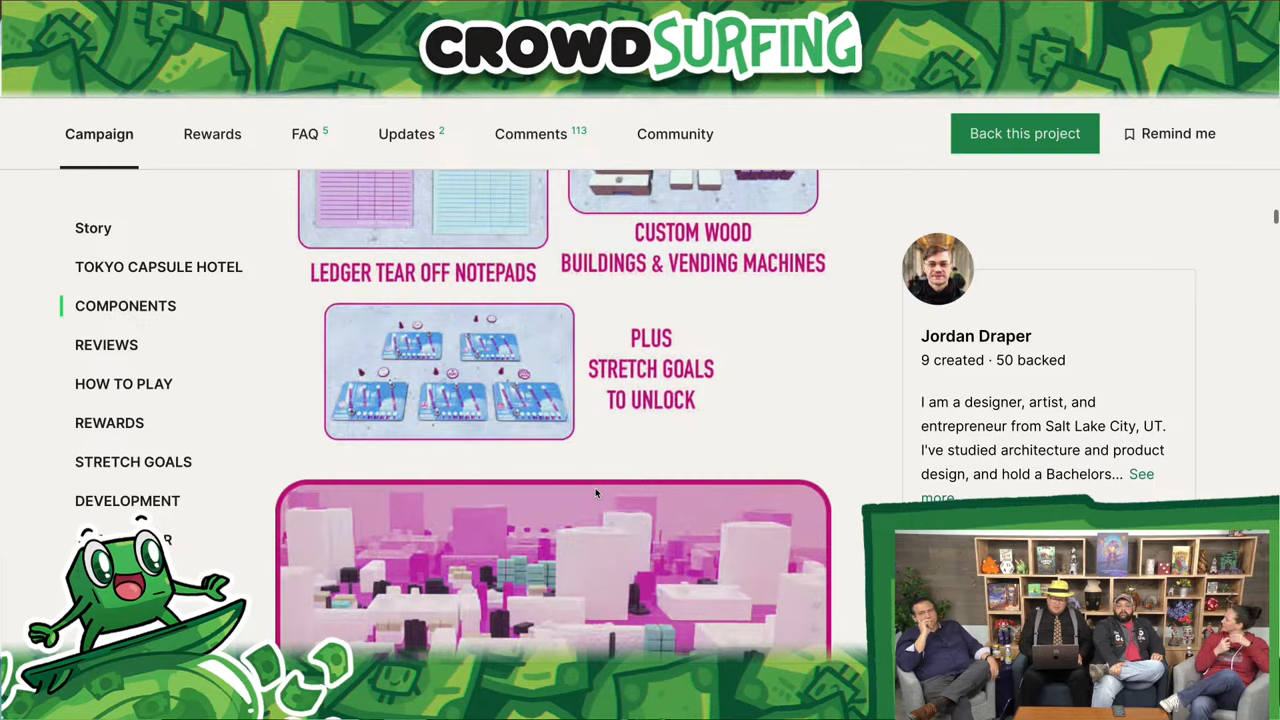 CROWDSURFING
Campaign
Rewards
FAQ 5
Updates 2
Comments 113
Community
Back this project
Remind me
Story
TOKYO CAPSULE HOTEL
COMPONENTS
REVIEWS
HOW TO PLAY
REWARDS
STRETCH GOALS
DEVELOPMENT
LEDGER TEAR OFF NOTEPADS
CUSTOM WOOD
BUILDINGS & VENDING MACHINES
PLUS
STRETCH GOALS
TO UNLOCK
Jordan Draper
9 created · 50 backed
I am a designer, artist, and
entrepreneur from Salt Lake City, UT.
I've studied architecture and product
design, and hold a Bachelors... See
more